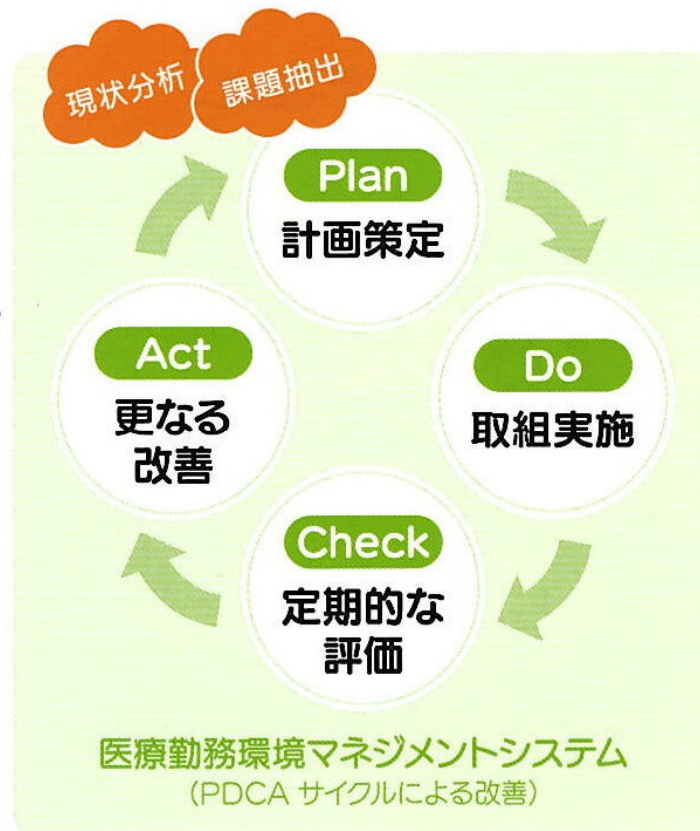 現状分析
課題抽出
Plan
計画策定
Do
取組実施
Check
定期的な
評価
Act
更なる
改善
医療勤務環境マネジメントシステム
(PDCA サイクルによる改善)